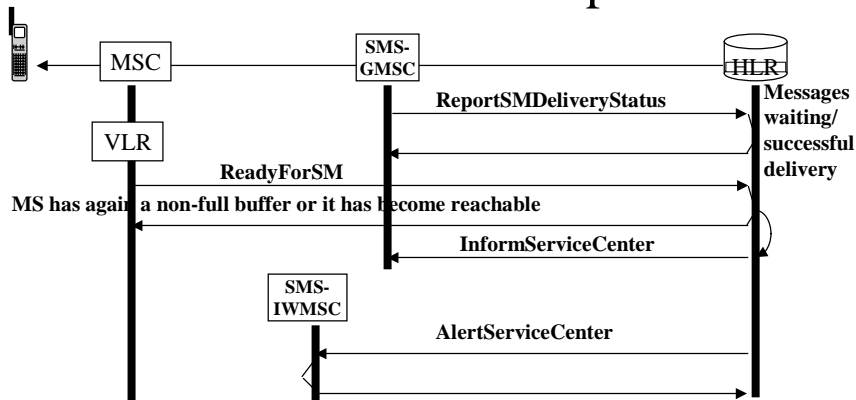 SMS-
GMSC
MSC
HLR
ReportSMDeliveryStatus
Messages
waiting/
successful
delivery
VLR
ReadyForSM
MS has again a non-full buffer or it has become reachable
InformServiceCenter
SMS-
IWMSC
AlertServiceCenter